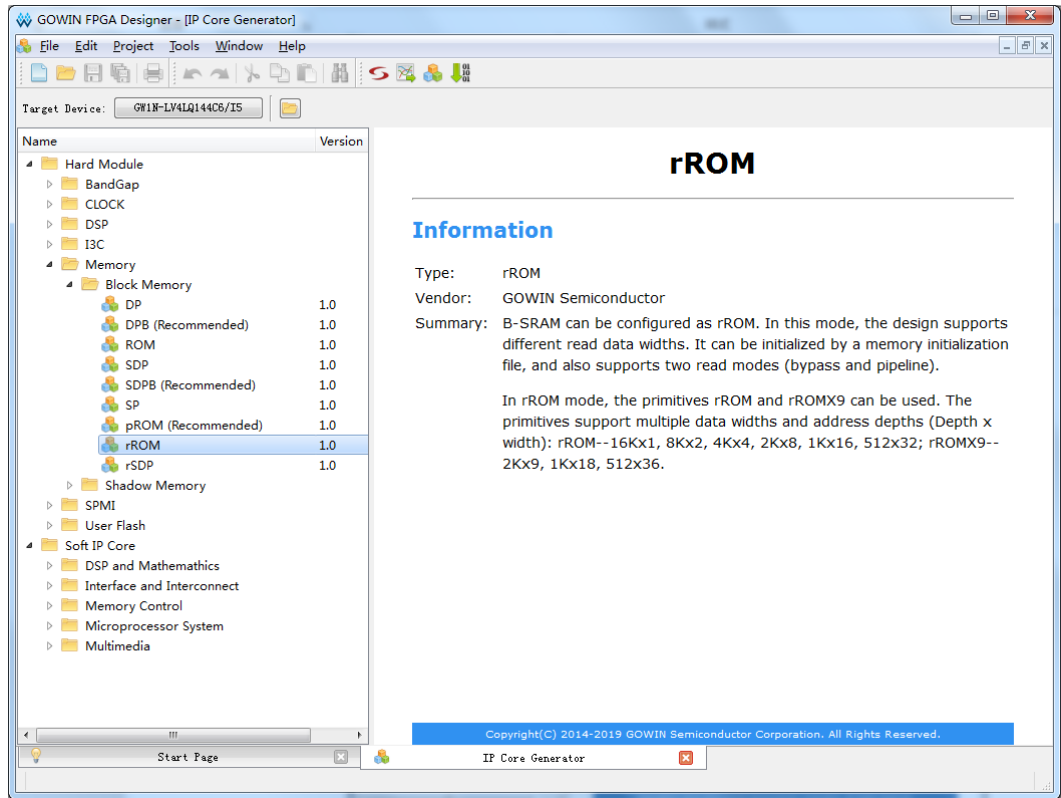 GOWIN FPGA Designer - [IP Core Generator]
File Edit Project Tools Window Help
Target Device: GW1N-LV4LQ144C6/I5
Name Version
Hard Module
BandGap
CLOCK
DSP
I3C
Memory
Block Memory
DP 1.0
DPB (Recommended) 1.0
ROM 1.0
SDP 1.0
SDPB (Recommended) 1.0
SP 1.0
pROM (Recommended) 1.0
rROM 1.0
rSDP 1.0
Shadow Memory
SPMI
User Flash
Soft IP Core
DSP and Mathemathics
Interface and Interconnect
Memory Control
Microprocessor System
Multimedia
rROM
Information
Type: rROM
Vendor: GOWIN Semiconductor
Summary: B-SRAM can be configured as rROM. In this mode, the design supports
different read data widths. It can be initialized by a memory initialization
file, and also supports two read modes (bypass and pipeline).
In rROM mode, the primitives rROM and rROMX9 can be used. The
primitives support multiple data widths and address depths (Depth x
width): rROM--16Kx1, 8Kx2, 4Kx4, 2Kx8, 1Kx16, 512x32; rROMX9--
2Kx9, 1Kx18, 512x36.
Copyright(C) 2014-2019 GOWIN Semiconductor Corporation. All Rights Reserved.
Start Page
IP Core Generator